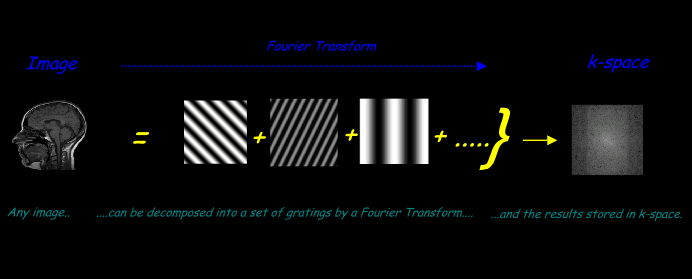 Fourier Transform
Image
k-space
= + + + .....}
Any image.. ....can be decomposed into a set of gratings by a Fourier Transform.... ...and the results stored in k-space.